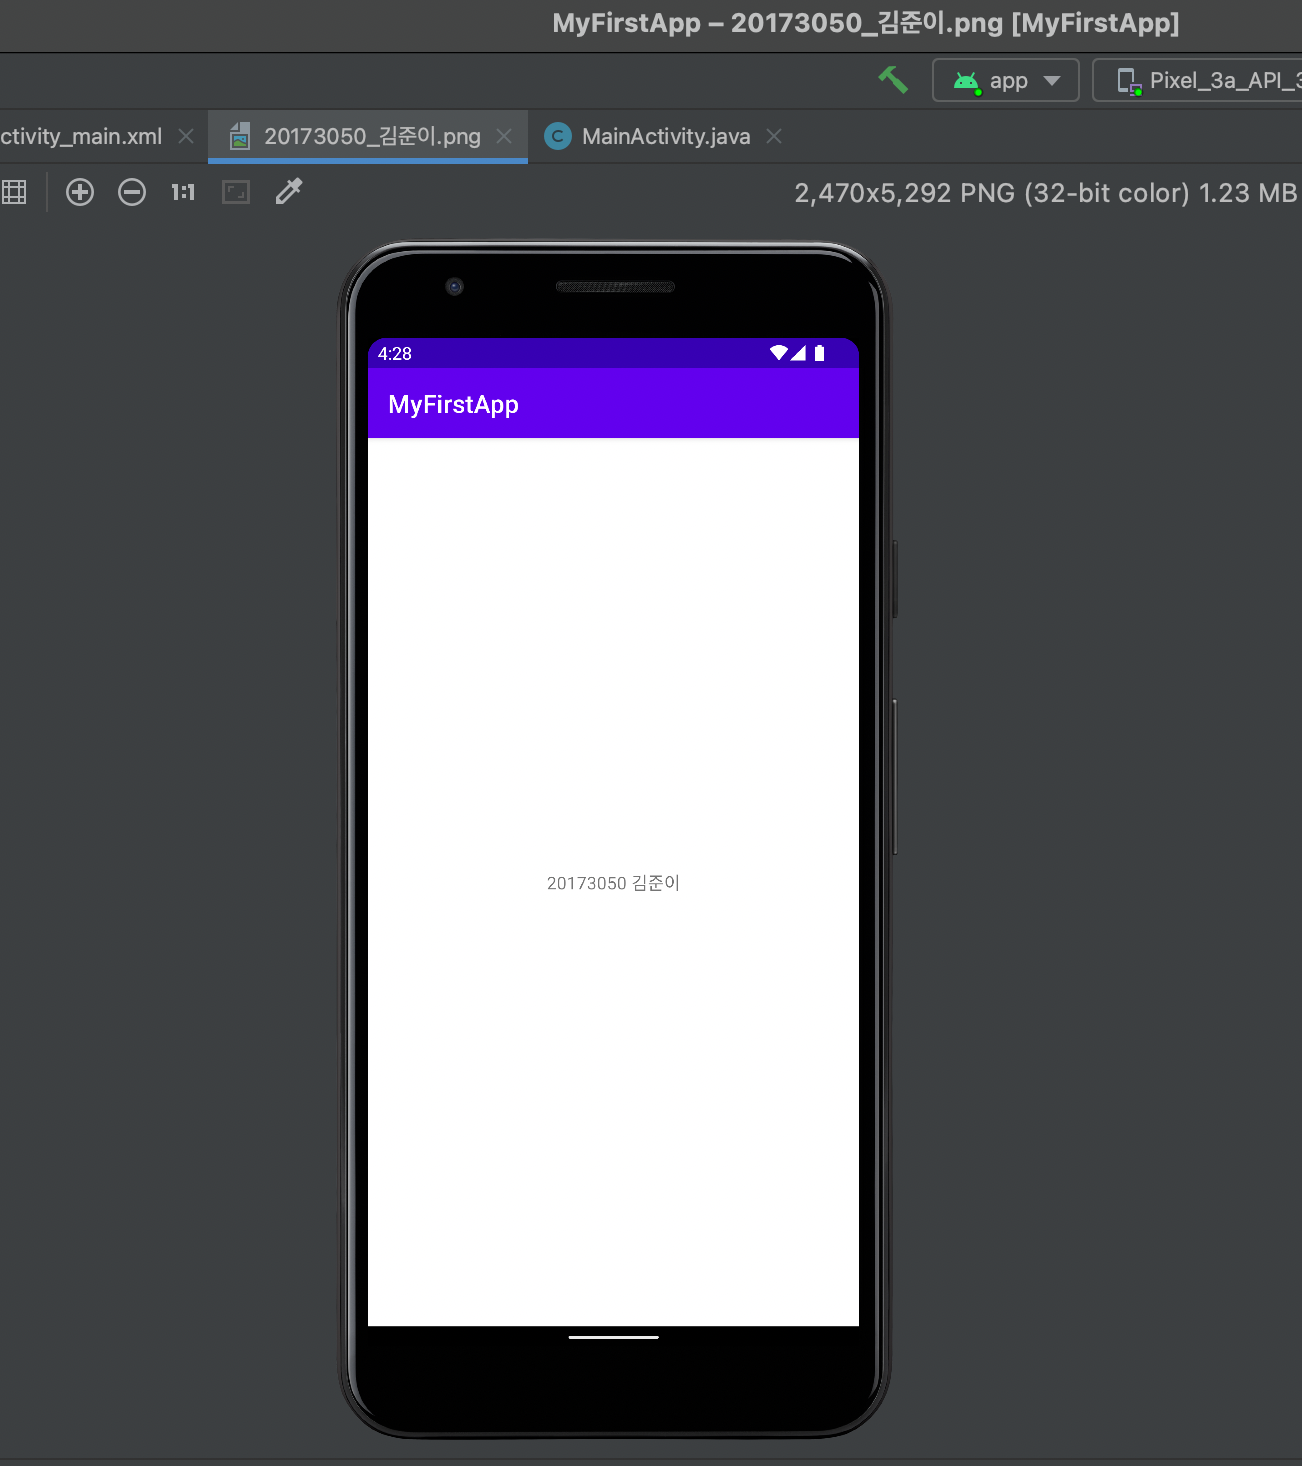 MyFirstApp – 20173050_김준이.png [MyFirstApp]
app
Pixel_3a_API_3
ctivity_main.xml
20173050_김준이.png
C MainActivity.java
1:1
2,470x5,292 PNG (32-bit color) 1.23 MB
4:28
MyFirstApp
20173050 김준이